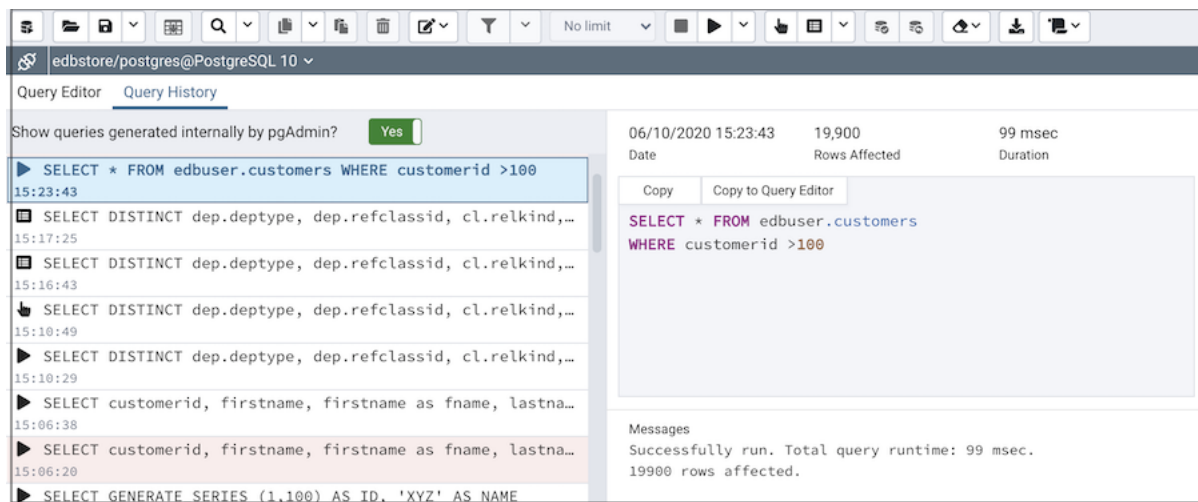 No limit
edbstore/postgres@PostgreSQL 10
Query Editor Query History
Show queries generated internally by pgAdmin? Yes
SELECT * FROM edbuser.customers WHERE customerid >100
15:23:43
SELECT DISTINCT dep.deptype, dep.refclassid, cl.relkind,…
15:17:25
SELECT DISTINCT dep.deptype, dep.refclassid, cl.relkind,…
15:16:43
SELECT DISTINCT dep.deptype, dep.refclassid, cl.relkind,…
15:10:49
SELECT DISTINCT dep.deptype, dep.refclassid, cl.relkind,…
15:10:29
SELECT customerid, firstname, firstname as fname, lastna…
15:06:38
SELECT customerid, firstname, firstname as fname, lastna…
15:06:20
SELECT GENERATE SERIES (1,100) AS ID, 'XYZ' AS NAME
06/10/2020 15:23:43 19,900 99 msec
Date Rows Affected Duration
Copy Copy to Query Editor
SELECT * FROM edbuser.customers
WHERE customerid >100
Messages
Successfully run. Total query runtime: 99 msec.
19900 rows affected.